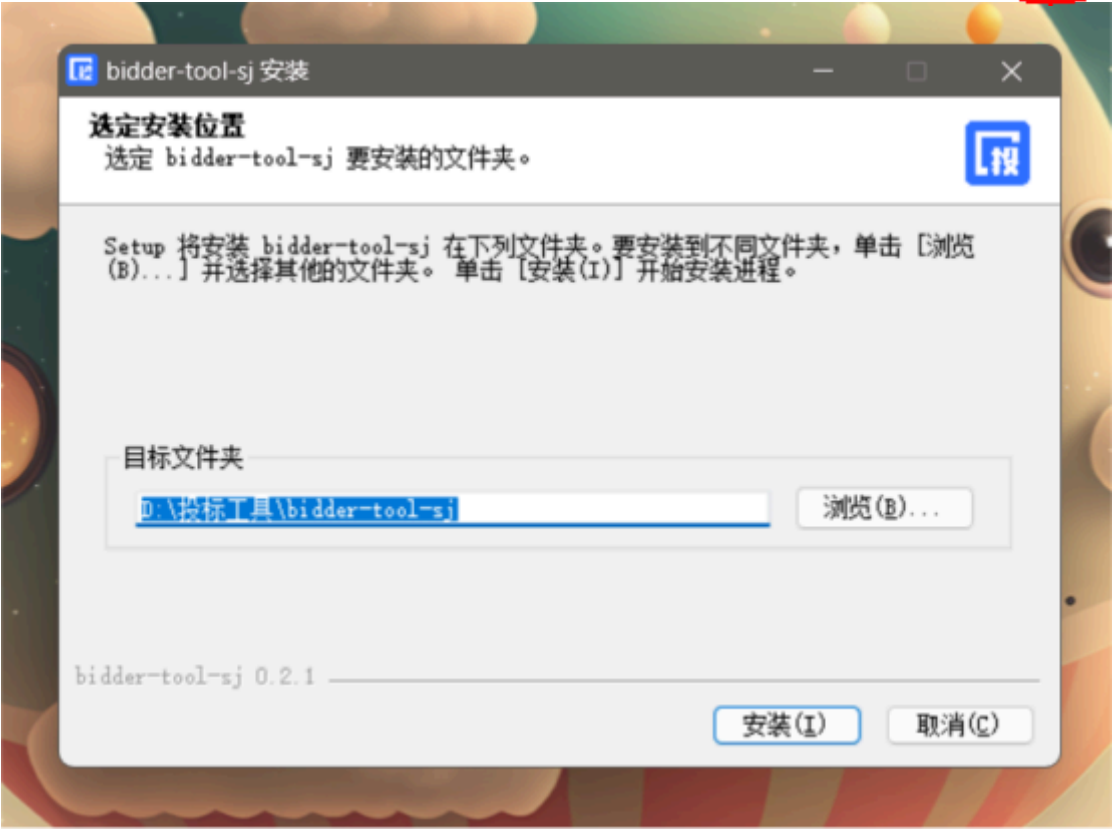 bidder-tool-sj 安装
选定安装位置
选定 bidder-tool-sj 要安装的文件夹。
投
Setup 将安装 bidder-tool-sj 在下列文件夹。要安装到不同文件夹，单击 [浏览
(B)...] 并选择其他的文件夹。 单击 [安装(I)] 开始安装进程。
目标文件夹
D:\投标工具\bidder-tool-sj
浏览(B)...
bidder-tool-sj 0.2.1
安装(I)
取消(C)